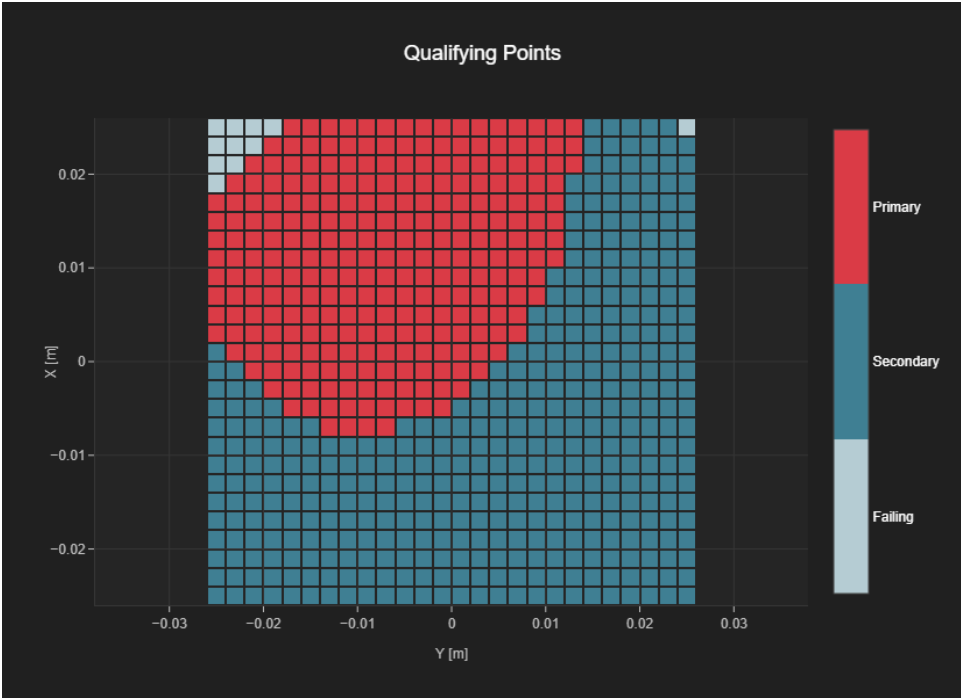 Qualifying Points
0.02
0.01
0
−0.01
−0.02
X [m]
−0.03
−0.02
−0.01
0
0.01
0.02
0.03
Y [m]
Primary
Secondary
Failing